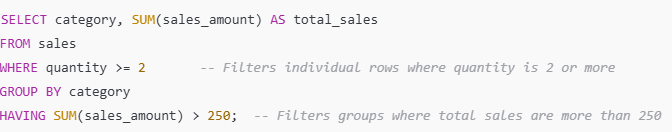 SELECT category, SUM(sales_amount) AS total_sales
FROM sales
WHERE quantity >= 2       -- Filters individual rows where quantity is 2 or more
GROUP BY category
HAVING SUM(sales_amount) > 250;  -- Filters groups where total sales are more than 250